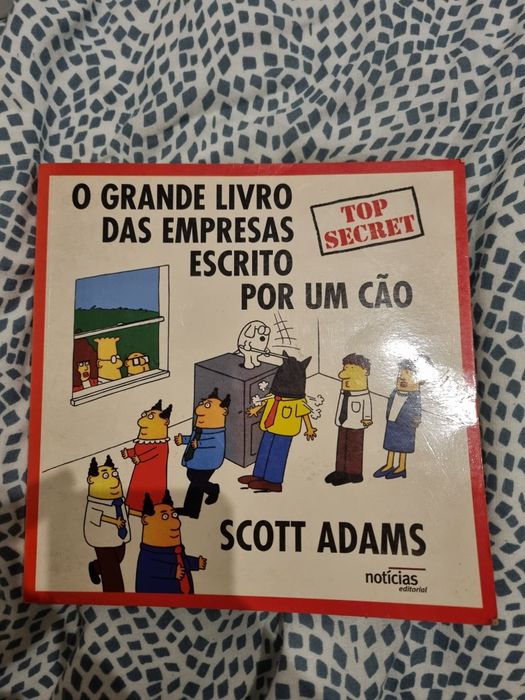 O GRANDE LIVRO
DAS EMPRESAS
ESCRITO
POR UM CÃO
TOP
SECRET
SCOTT ADAMS
notícias
editorial